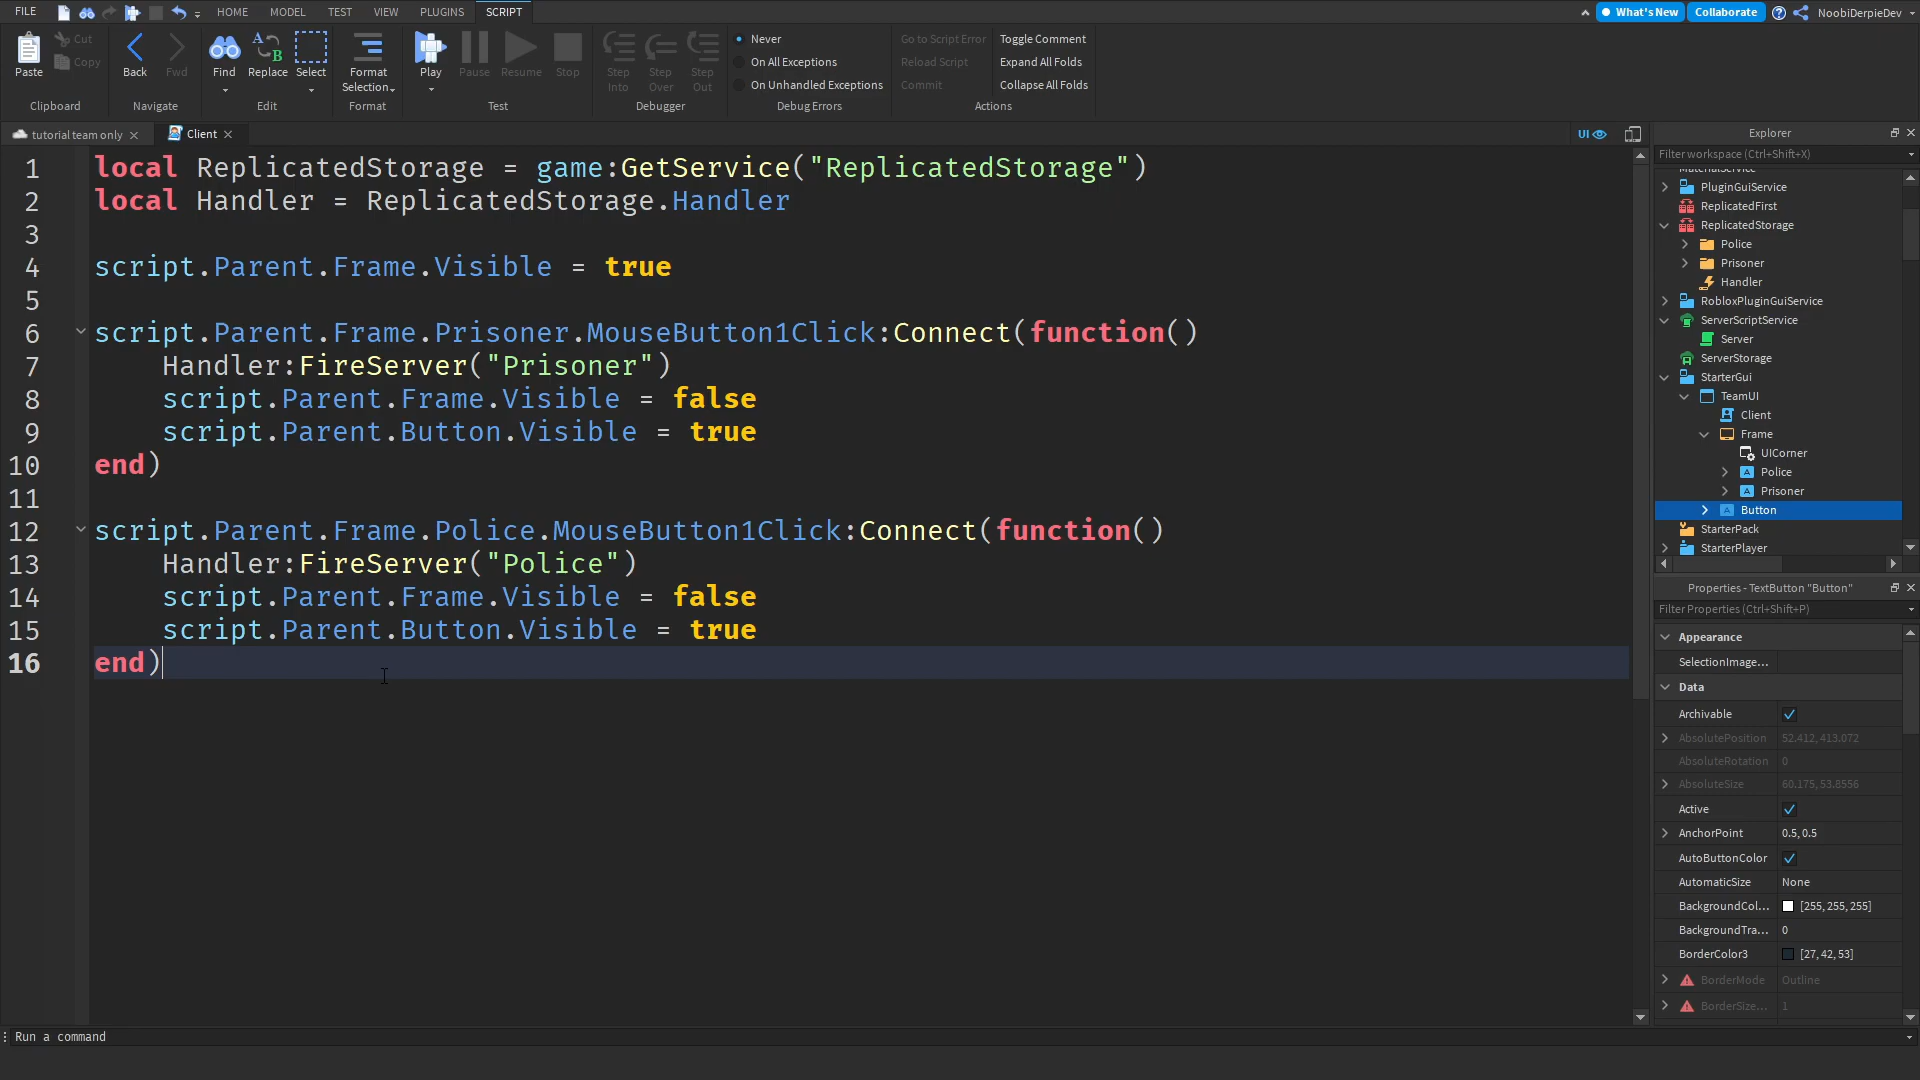 FILE HOME MODEL TEST VIEW PLUGINS SCRIPT What's New Collaborate NoobiDerpieDev
Paste Cut Copy Clipboard
Back Fwd Navigate
Find Replace Select Edit
Format Selection Format
Play Pause Resume Stop Test
Step Into Step Over Step Out Debugger
Never
On All Exceptions
On Unhandled Exceptions
Debug Errors
Go to Script Error Toggle Comment
Reload Script Expand All Folds
Commit Collapse All Folds
Actions
tutorial team only Client UI
1 local ReplicatedStorage = game:GetService("ReplicatedStorage")
2 local Handler = ReplicatedStorage.Handler
3
4 script.Parent.Frame.Visible = true
5
6 script.Parent.Frame.Prisoner.MouseButton1Click:Connect(function()
7 Handler:FireServer("Prisoner")
8 script.Parent.Frame.Visible = false
9 script.Parent.Button.Visible = true
10 end)
11
12 script.Parent.Frame.Police.MouseButton1Click:Connect(function()
13 Handler:FireServer("Police")
14 script.Parent.Frame.Visible = false
15 script.Parent.Button.Visible = true
16 end)
Explorer
Filter workspace (Ctrl+Shift+X)
MaterialService
PluginGuiService
ReplicatedFirst
ReplicatedStorage
Police
Prisoner
Handler
RobloxPluginGuiService
ServerScriptService
Server
ServerStorage
StarterGui
TeamUI
Client
Frame
UICorner
Police
Prisoner
Button
StarterPack
StarterPlayer
Properties - TextButton "Button"
Filter Properties (Ctrl+Shift+P)
Appearance
SelectionImage...
Data
Archivable
AbsolutePosition 52.412, 413.072
AbsoluteRotation 0
AbsoluteSize 60.175, 53.8556
Active
AnchorPoint 0.5, 0.5
AutoButtonColor
AutomaticSize None
BackgroundCol... [255, 255, 255]
BackgroundTra... 0
BorderColor3 [27, 42, 53]
BorderMode Outline
BorderSize... 1
Run a command